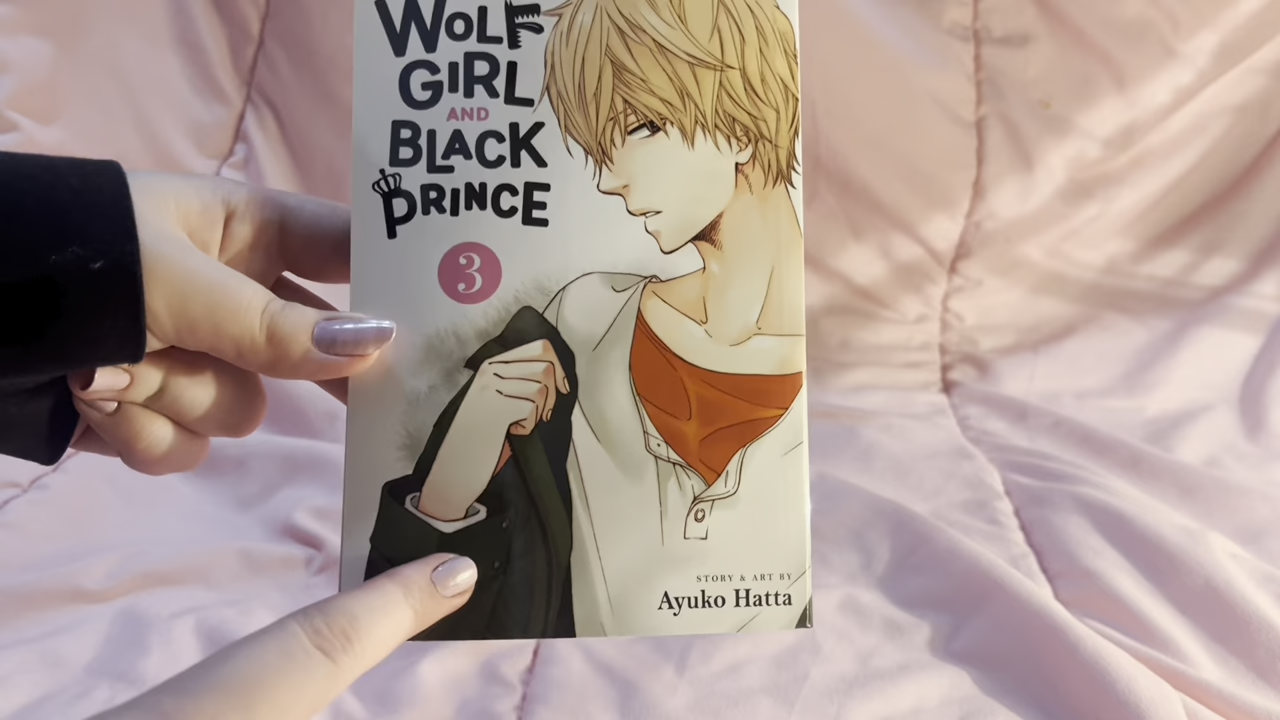 WOLF
GIRL
AND
BLACK
PRINCE
3
STORY & ART BY
Ayuko Hatta